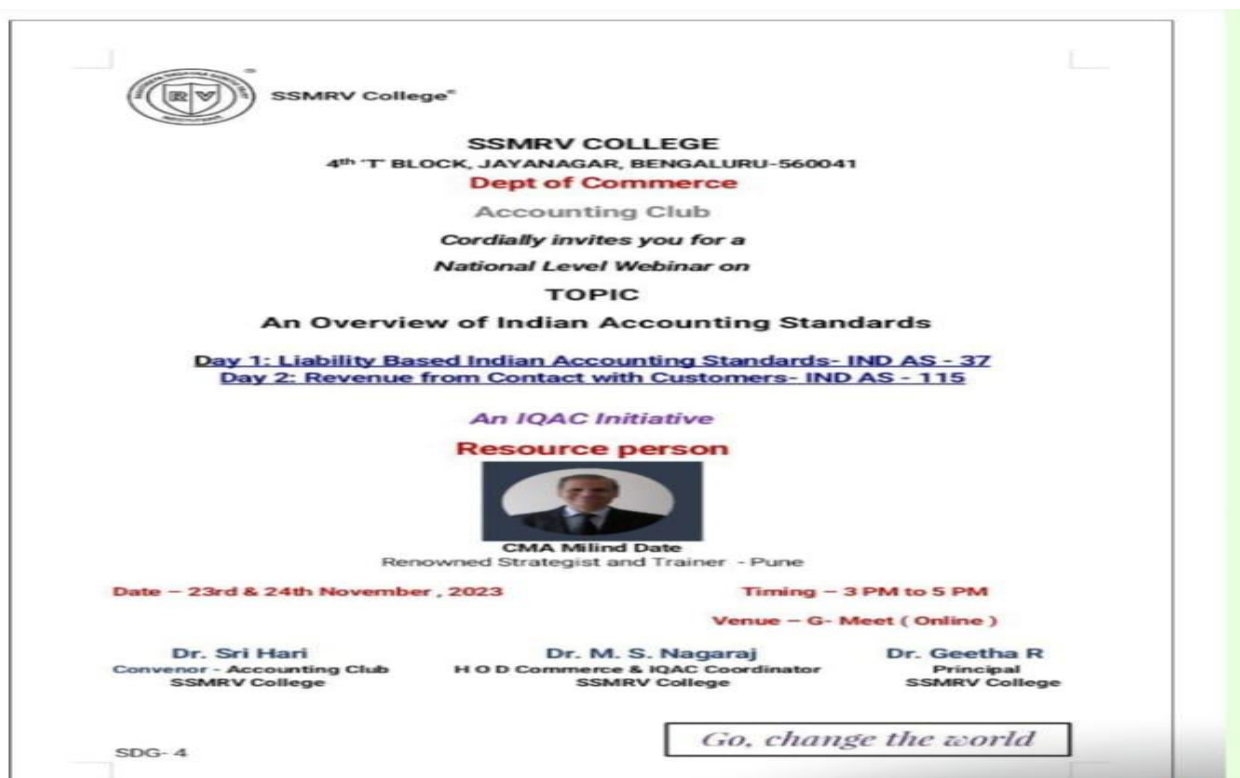 RV
SSMRV College
SSMRV COLLEGE
4th 'T' BLOCK, JAYANAGAR, BENGALURU-560041
Dept of Commerce
Accounting Club
Cordially invites you for a
National Level Webinar on
TOPIC
An Overview of Indian Accounting Standards
Day 1: Liability Based Indian Accounting Standards- IND AS - 37
Day 2: Revenue from Contact with Customers- IND AS - 115
An IQAC Initiative
Resource person
CMA Milind Date
Renowned Strategist and Trainer - Pune
Date – 23rd & 24th November , 2023 Timing – 3 PM to 5 PM
Venue – G- Meet ( Online )
Dr. Sri Hari Dr. M. S. Nagaraj Dr. Geetha R
Convenor - Accounting Club H O D Commerce & IQAC Coordinator Principal
SSMRV College SSMRV College SSMRV College
Go, change the world
SDG- 4